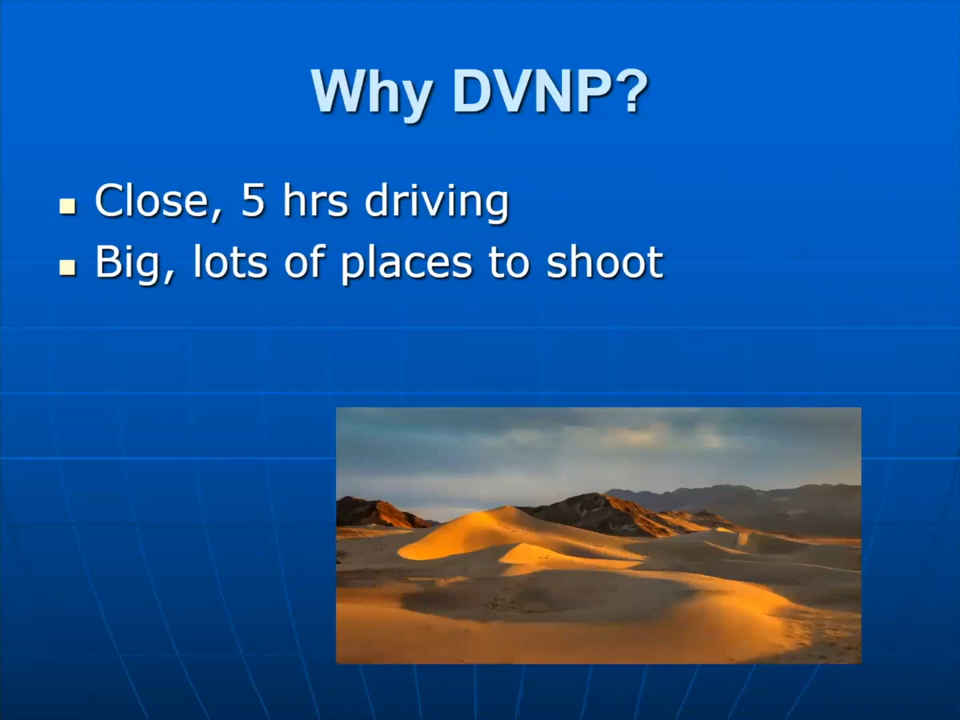 Why DVNP?
Close, 5 hrs driving
Big, lots of places to shoot